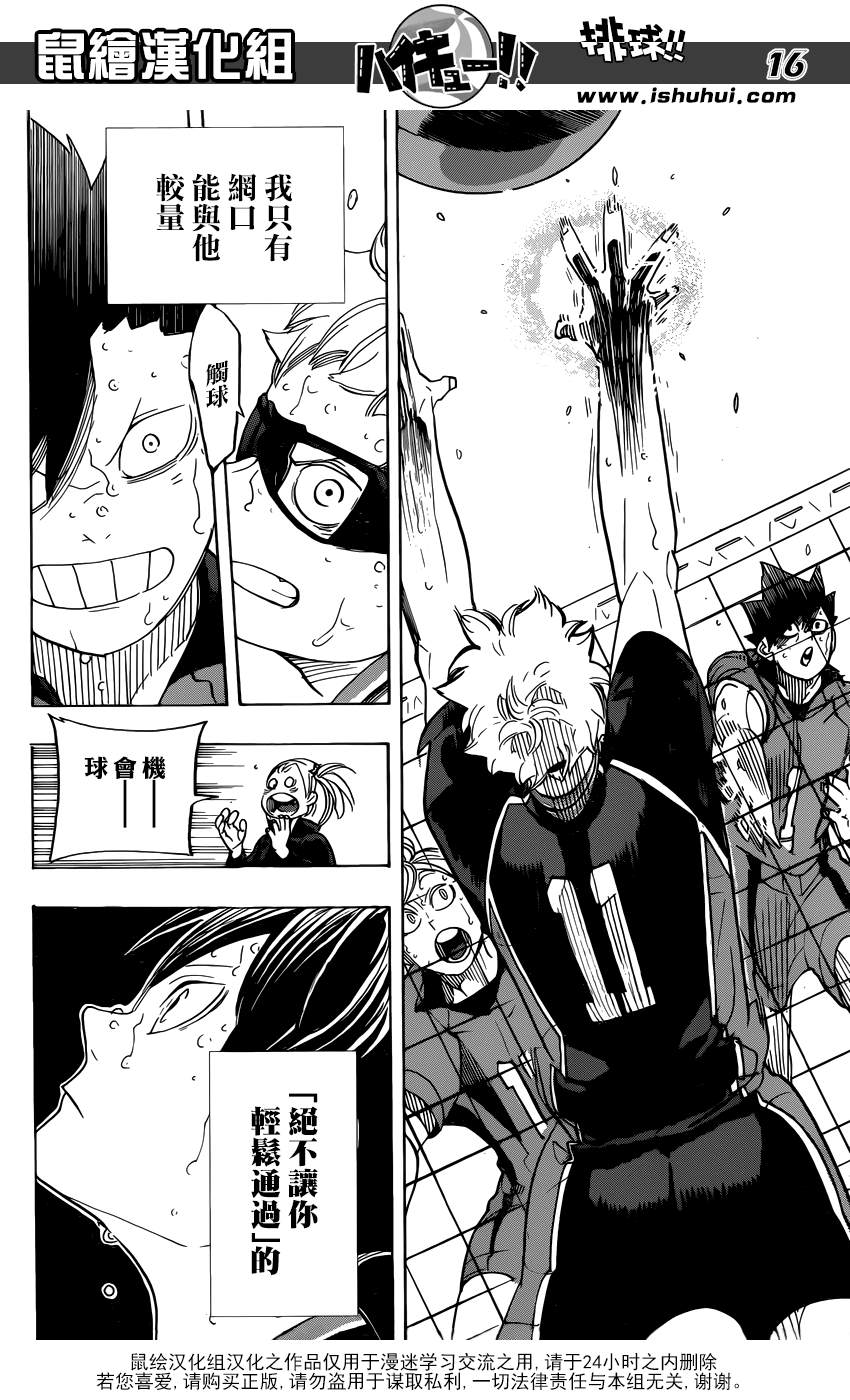 鼠繪漢化組
ハイキュー!!
排球!!
16
www.ishuhui.com
我只有
網口
能與他
較量
觸球
機
會
球
——
「絕不讓你
輕鬆通過」的
11
1
1
鼠绘汉化组汉化之作品仅用于漫迷学习交流之用,请于24小时之内删除
若您喜爱,请购买正版,请勿盗用于谋取私利,一切法律责任与本组无关,谢谢。